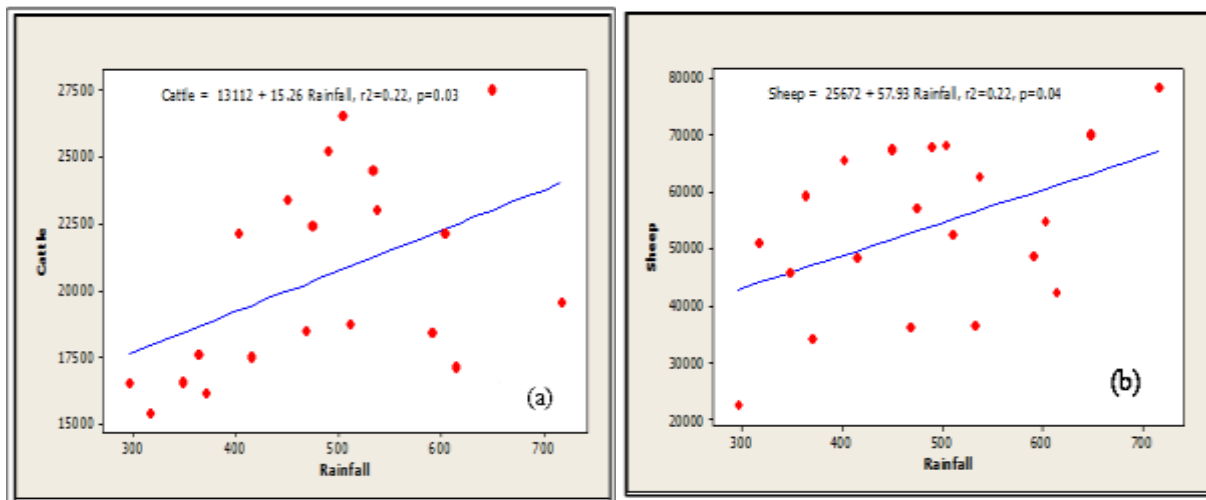 Cattle = 13112 + 15.26 Rainfall, r2=0.22, p=0.03
Cattle
27500
25000
22500
20000
17500
15000
300 400 500 600 700
Rainfall
(a)
Sheep = 25672 + 57.93 Rainfall, r2=0.22, p=0.04
Sheep
80000
70000
60000
50000
40000
30000
20000
300 400 500 600 700
Rainfall
(b)